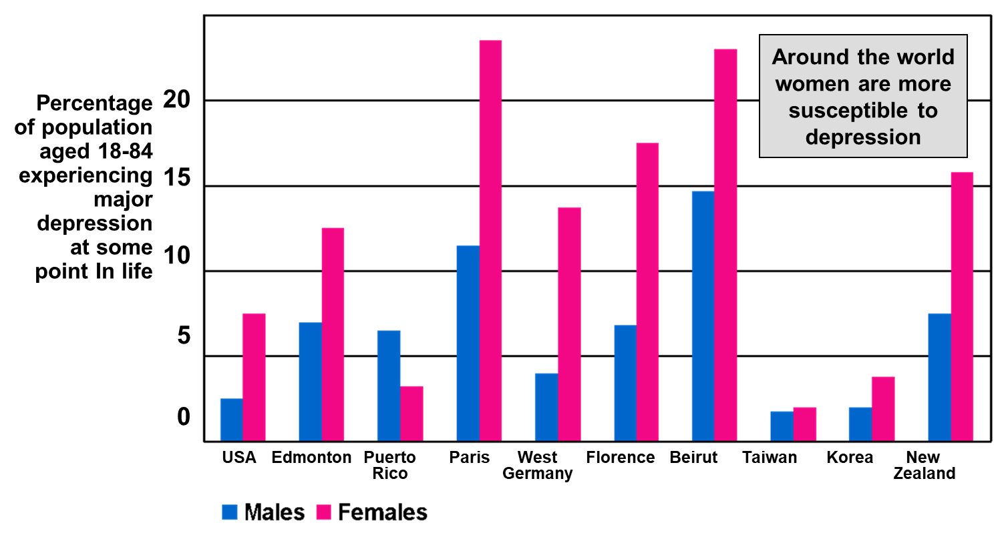 Around the world
women are more
susceptible to
depression
Percentage
of population
aged 18-84
experiencing
major
depression
at some
point In life
20
15
10
5
0
USA
Edmonton
Puerto
Rico
Paris
West
Germany
Florence
Beirut
Taiwan
Korea
New
Zealand
Males
Females